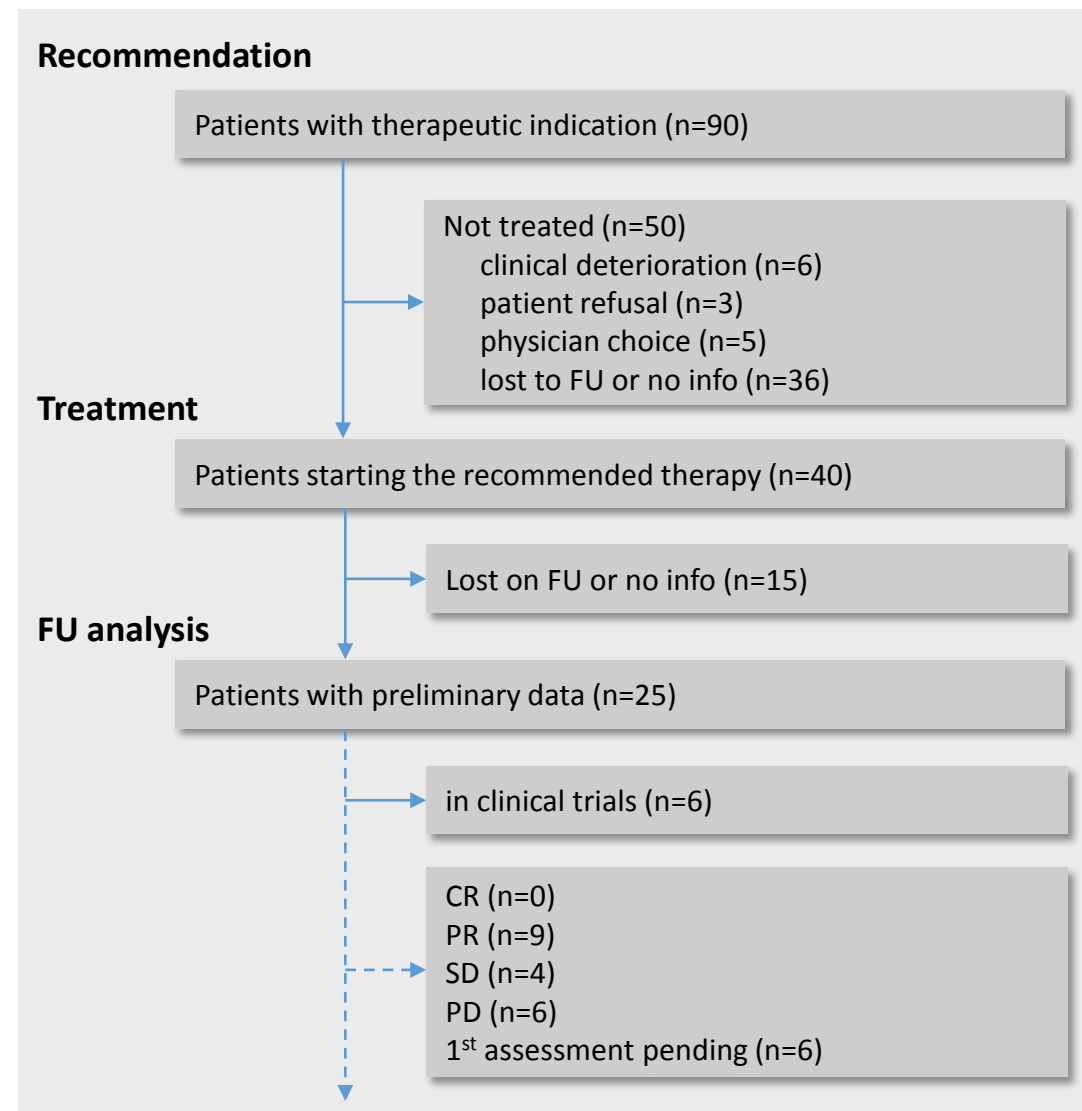 Recommendation
Patients with therapeutic indication (n=90)
Not treated (n=50)
clinical deterioration (n=6)
patient refusal (n=3)
physician choice (n=5)
lost to FU or no info (n=36)
Treatment
Patients starting the recommended therapy (n=40)
Lost on FU or no info (n=15)
FU analysis
Patients with preliminary data (n=25)
in clinical trials (n=6)
CR (n=0)
PR (n=9)
SD (n=4)
PD (n=6)
1st assessment pending (n=6)